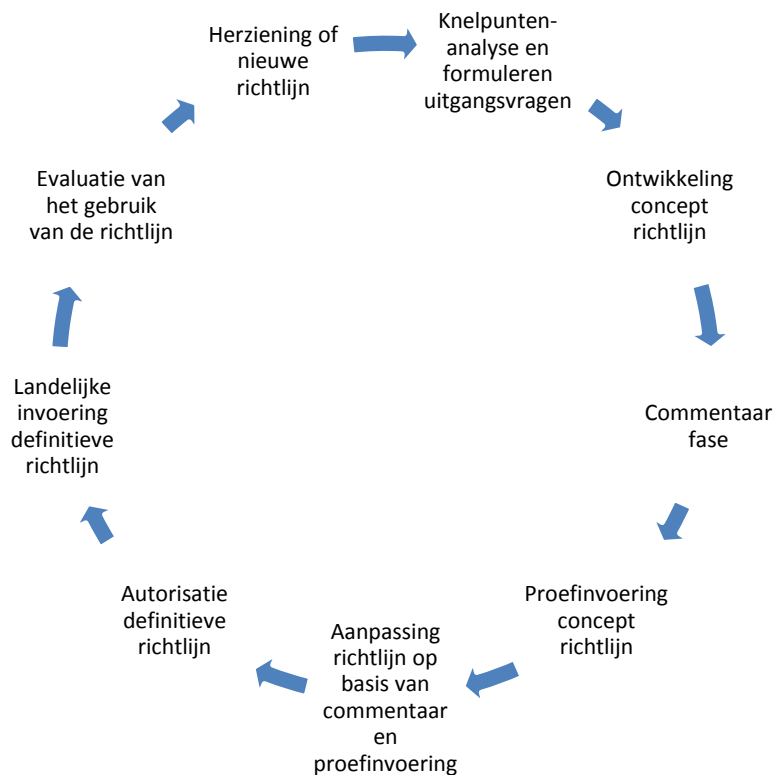 Herziening of
nieuwe
richtlijn
Knelpunten-
analyse en
formuleren
uitgangsvragen
Ontwikkeling
concept
richtlijn
Commentaar
fase
Proefinvoering
concept
richtlijn
Aanpassing
richtlijn op
basis van
commentaar
en
proefinvoering
Autorisatie
definitieve
richtlijn
Landelijke
invoering
definitieve
richtlijn
Evaluatie van
het gebruik
van de richtlijn